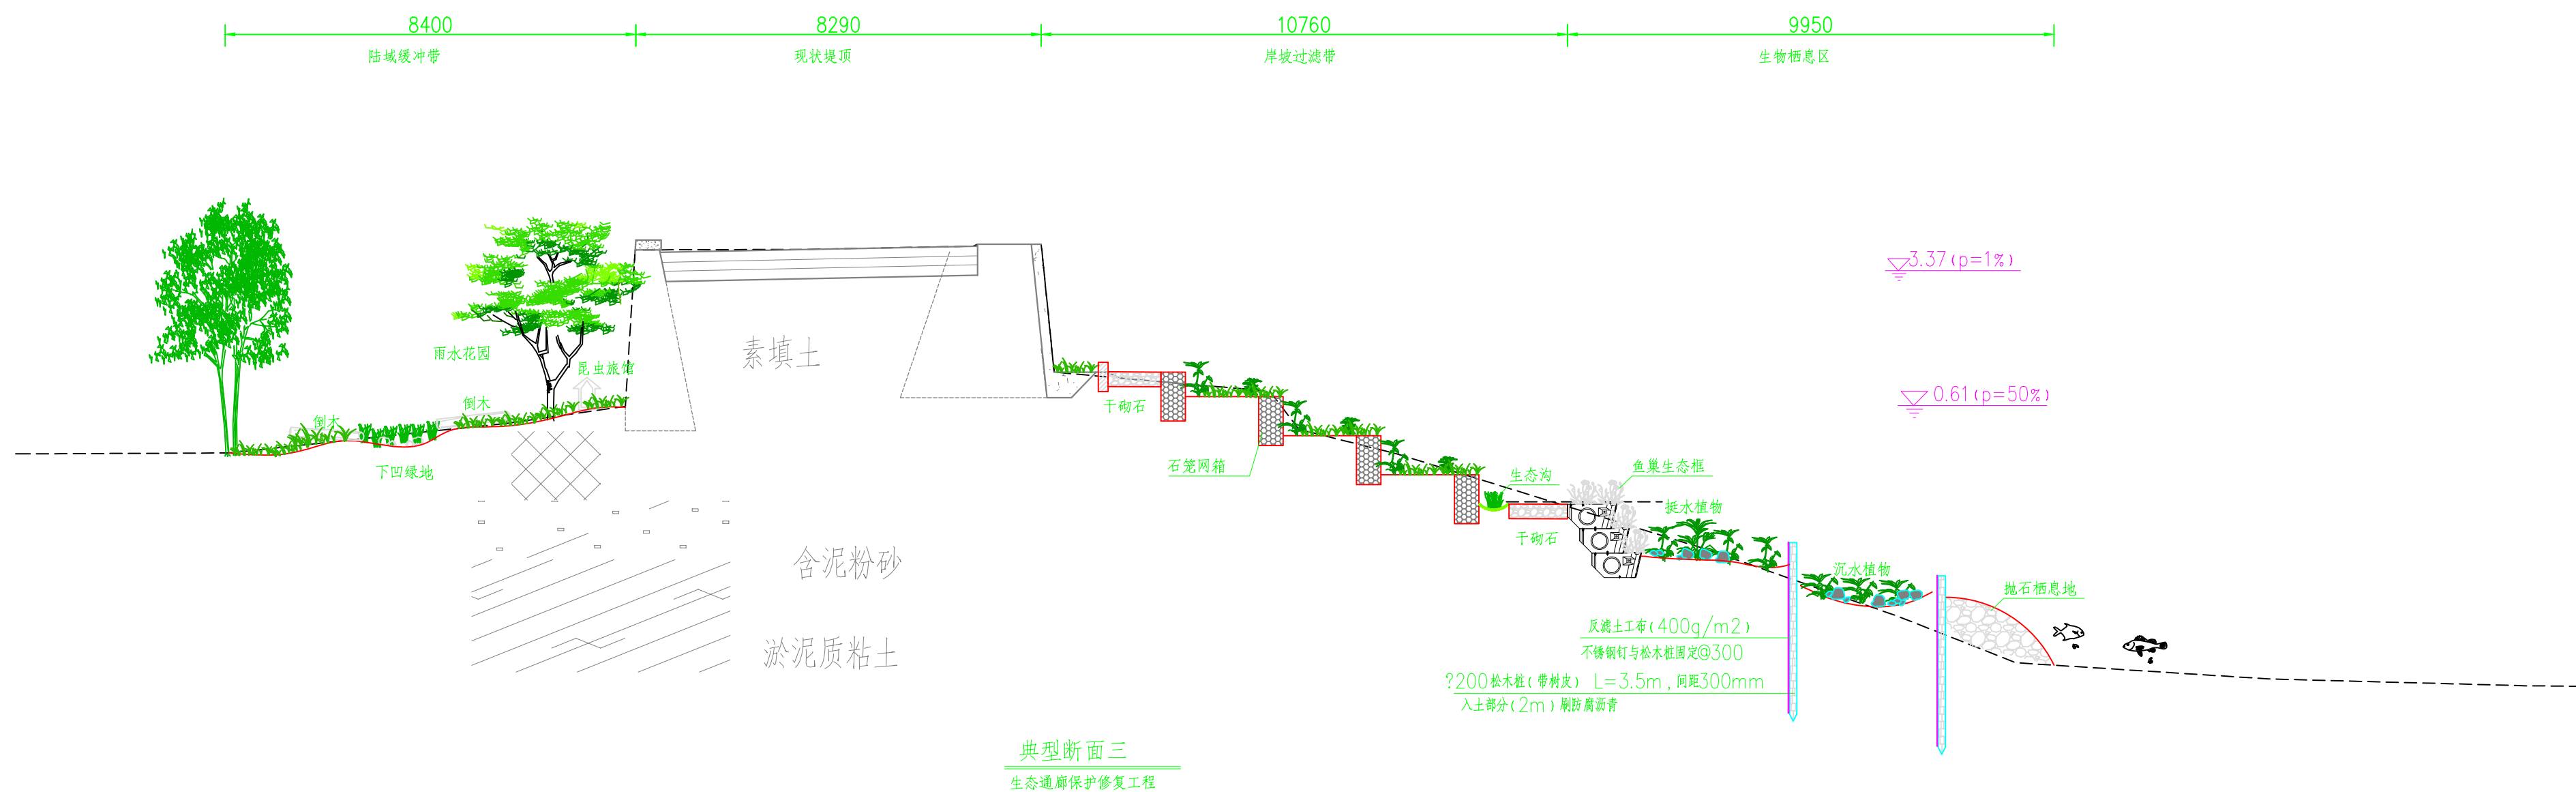 8400
8290
10760
9950
陆域缓冲带
现状堤顶
岸坡过滤带
生物栖息区
3.37(p=1%)
雨水花园
昆虫旅馆
素填土
0.61(p=50%)
倒木
倒木
干砌石
下凹绿地
石笼网箱
生态沟
鱼巢生态框
挺水植物
干砌石
含泥粉砂
沉水植物
抛石栖息地
反滤土工布(400g/m2)
淤泥质粘土
不锈钢钉与松木桩固定@300
?200松木桩(带树皮) L=3.5m,间距300mm
入土部分(2m)刷防腐沥青
典型断面三
生态通廊保护修复工程